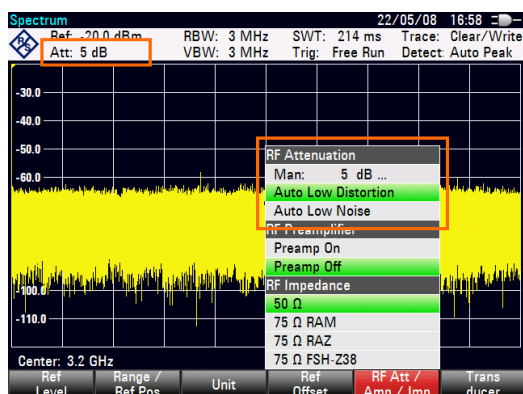 Spectrum 22/05/08 16:58
Ref: -20.0 dBm RBW: 3 MHz SWT: 214 ms Trace: Clear/Write
Att: 5 dB VBW: 3 MHz Trig: Free Run Detect: Auto Peak
-30.0
-40.0
-50.0
-60.0
-100.0
-110.0
RF Attenuation
Man: 5 dB ...
Auto Low Distortion
Auto Low Noise
RF Preamplifier
Preamp On
Preamp Off
RF Impedance
50 Ω
75 Ω RAM
75 Ω RAZ
75 Ω FSH-Z38
Center: 3.2 GHz
Ref Level
Range / Ref Pos
Unit
Ref Offset
RF Att / Amp / Imp
Trans ducer